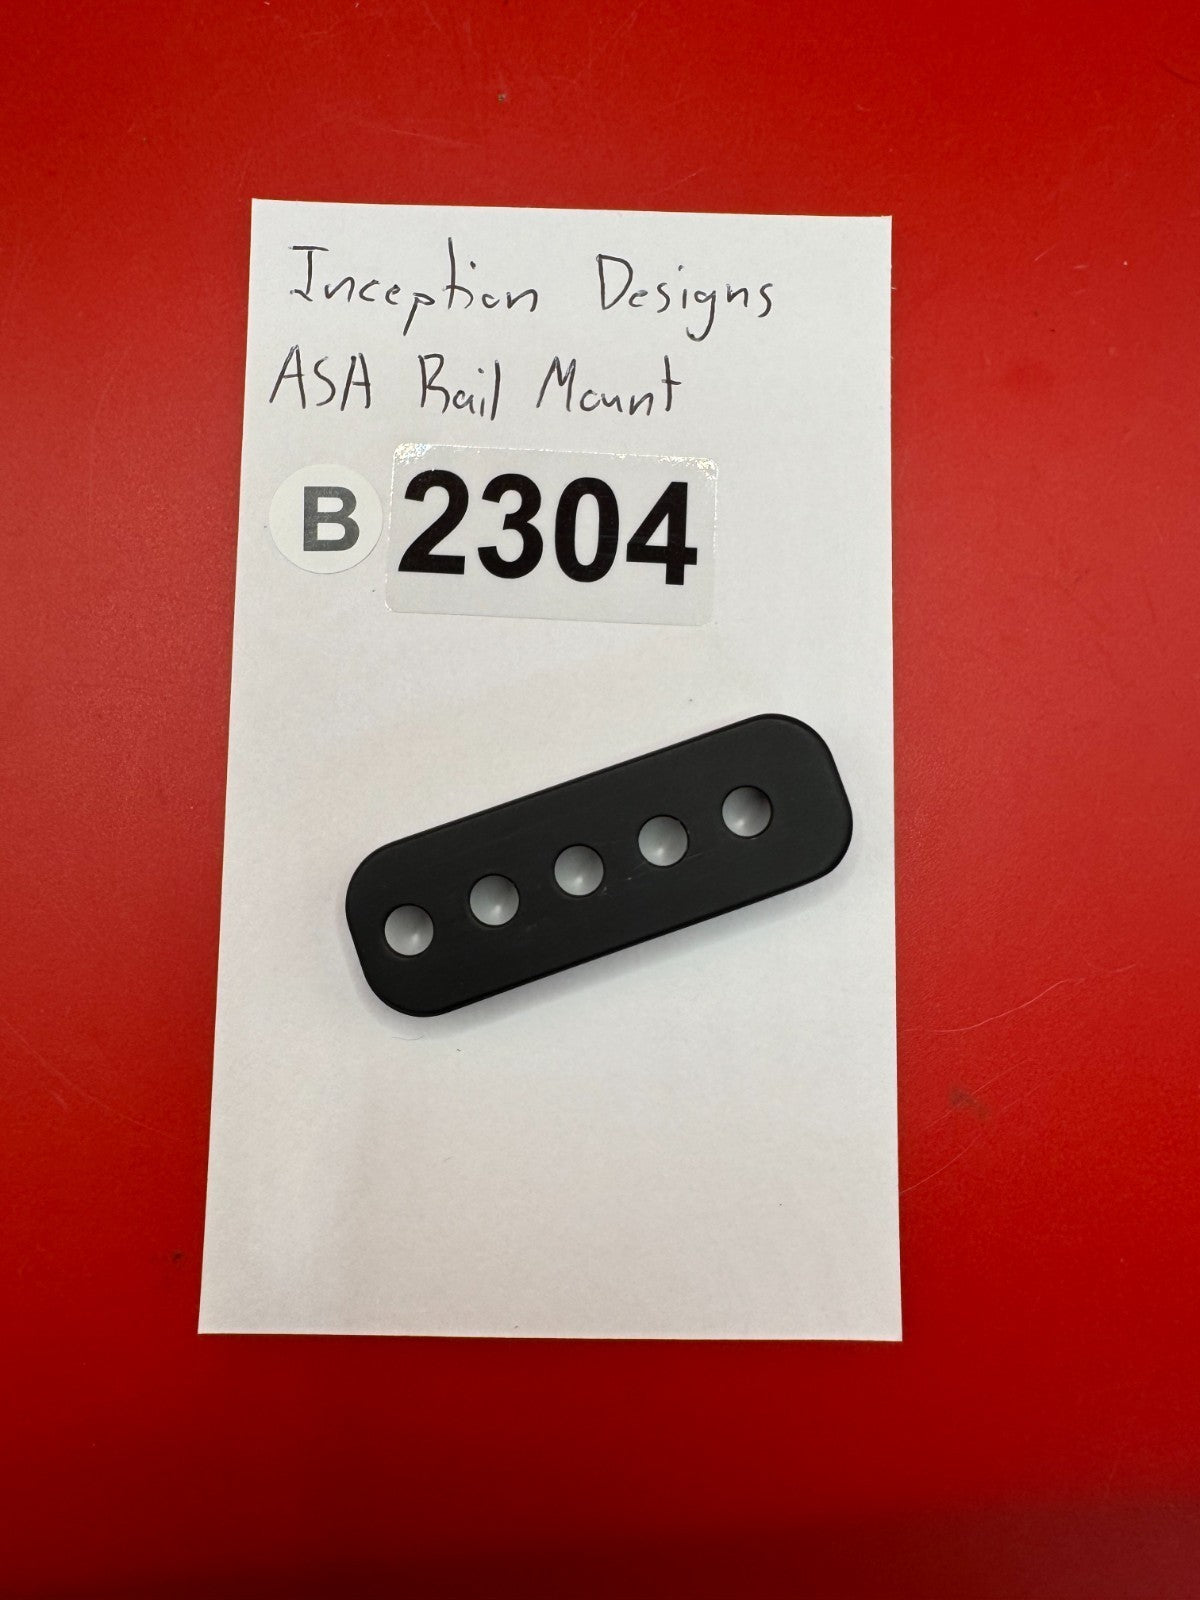 Inception Designs
ASA Rail Mount
B 2304